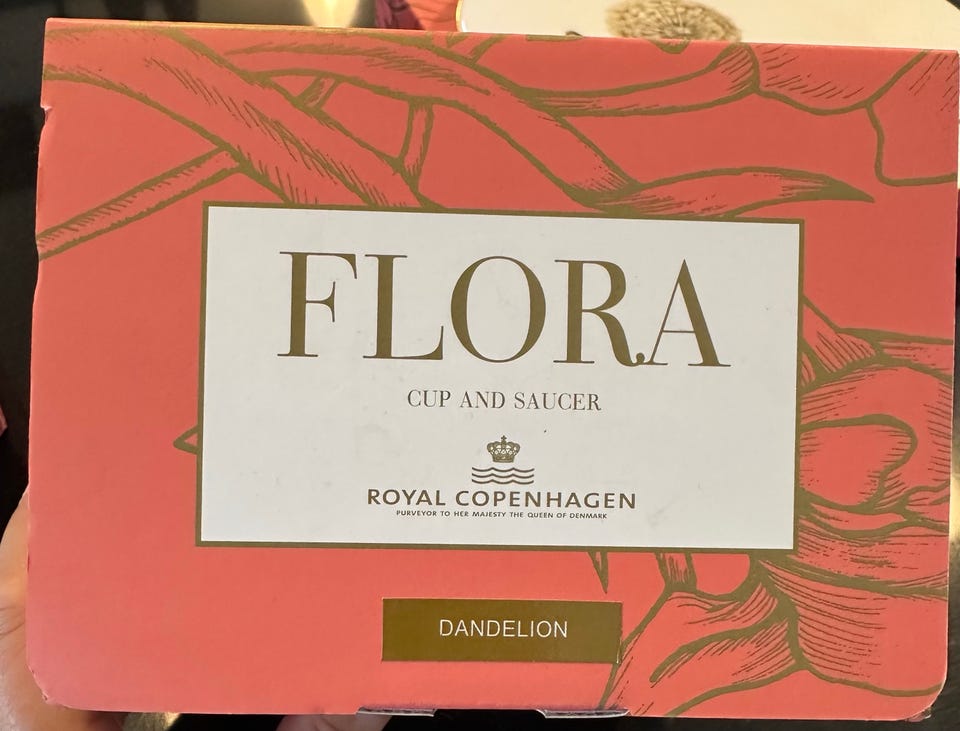 FLORA
CUP AND SAUCER
ROYAL COPENHAGEN
PURVEYOR TO HER MAJESTY THE QUEEN OF DENMARK
DANDELION